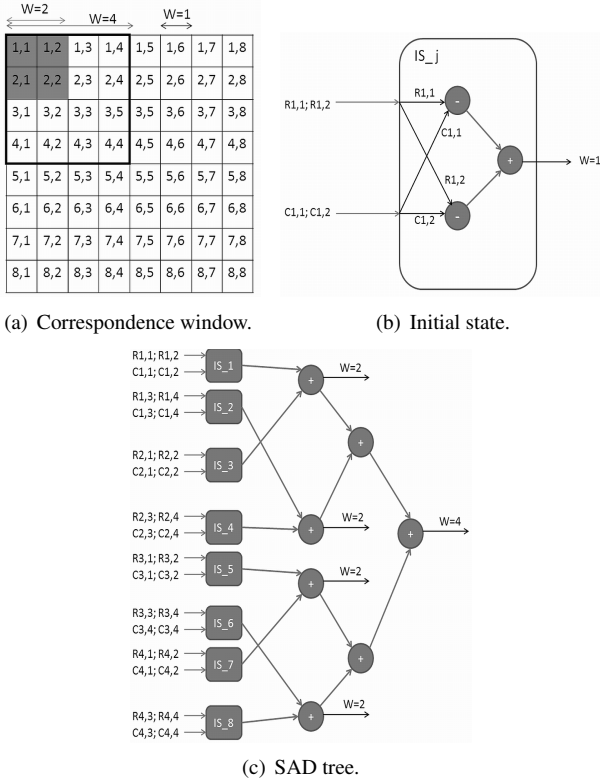 W=2 W=4 W=1
1,1 1,2 1,3 1,4 1,5 1,6 1,7 1,8
2,1 2,2 2,3 2,4 2,5 2,6 2,7 2,8
3,1 3,2 3,3 3,5 3,5 3,6 3,7 3,8
4,1 4,2 4,3 4,4 4,5 4,6 4,7 4,8
5,1 5,2 5,3 5,4 5,5 5,6 5,7 5,8
6,1 6,2 6,3 6,4 6,5 6,6 6,7 6,8
7,1 7,2 7,3 7,4 7,5 7,6 7,7 7,8
8,1 8,2 8,3 8,4 8,5 8,6 8,7 8,8
(a) Correspondence window.
IS_j
R1,1; R1,2
R1,1
-
C1,1
+
W=1
R1,2
C1,1; C1,2
C1,2
-
(b) Initial state.
R1,1; R1,2
C1,1; C1,2
IS_1
+
W=2
R1,3; R1,4
C1,3; C1,4
IS_2
+
R2,1; R2,2
C2,1; C2,2
IS_3
R2,3; R2,4
C2,3; C2,4
IS_4
+
W=2
+
W=4
R3,1; R3,2
C3,1; C3,2
IS_5
+
W=2
R3,3; R3,4
C3,4; C3,4
IS_6
R4,1; R4,2
C4,1; C4,2
IS_7
+
R4,3; R4,4
C4,3; C4,4
IS_8
+
W=2
(c) SAD tree.